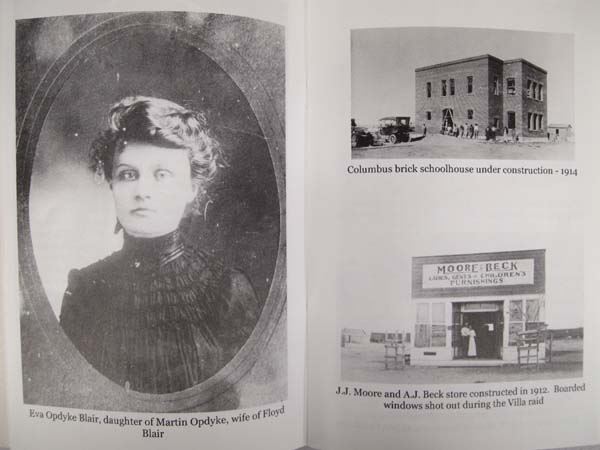 Eva Opdyke Blair, daughter of Martin Opdyke, wife of Floyd
Blair
Columbus brick schoolhouse under construction - 1914
MOORE & BECK
LADIES, GENTS & CHILDREN'S
FURNISHINGS
J.J. Moore and A.J. Beck store constructed in 1912. Boarded
windows shot out during the Villa raid